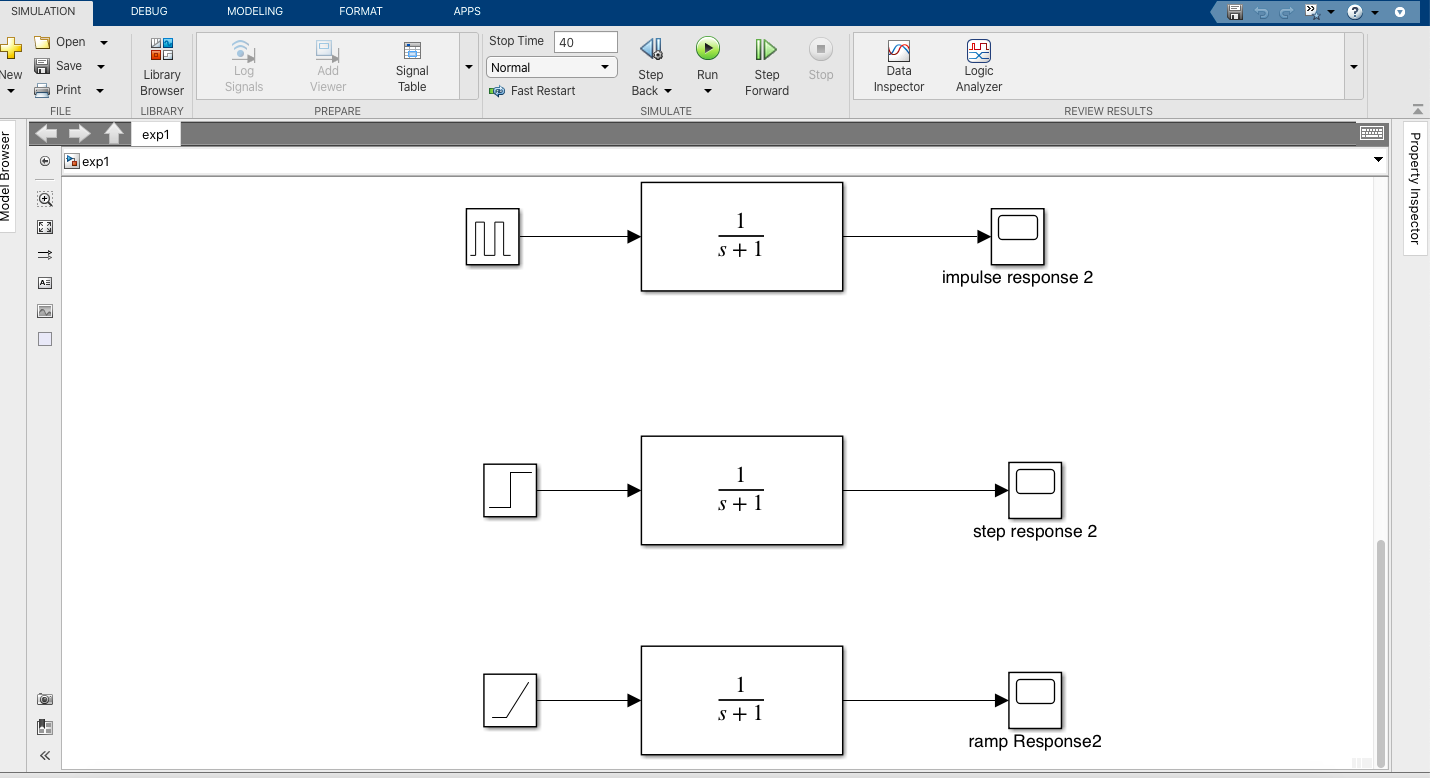 SIMULATION DEBUG MODELING FORMAT APPS
New
Open
Save
Print
FILE
Library
Browser
LIBRARY
Log
Signals
Add
Viewer
Signal
Table
PREPARE
Stop Time 40
Normal
Fast Restart
Step
Back
Run
Step
Forward
Stop
SIMULATE
Data
Inspector
Logic
Analyzer
REVIEW RESULTS
Model Browser
exp1
exp1
Property Inspector
1
s + 1
impulse response 2
1
s + 1
step response 2
1
s + 1
ramp Response2